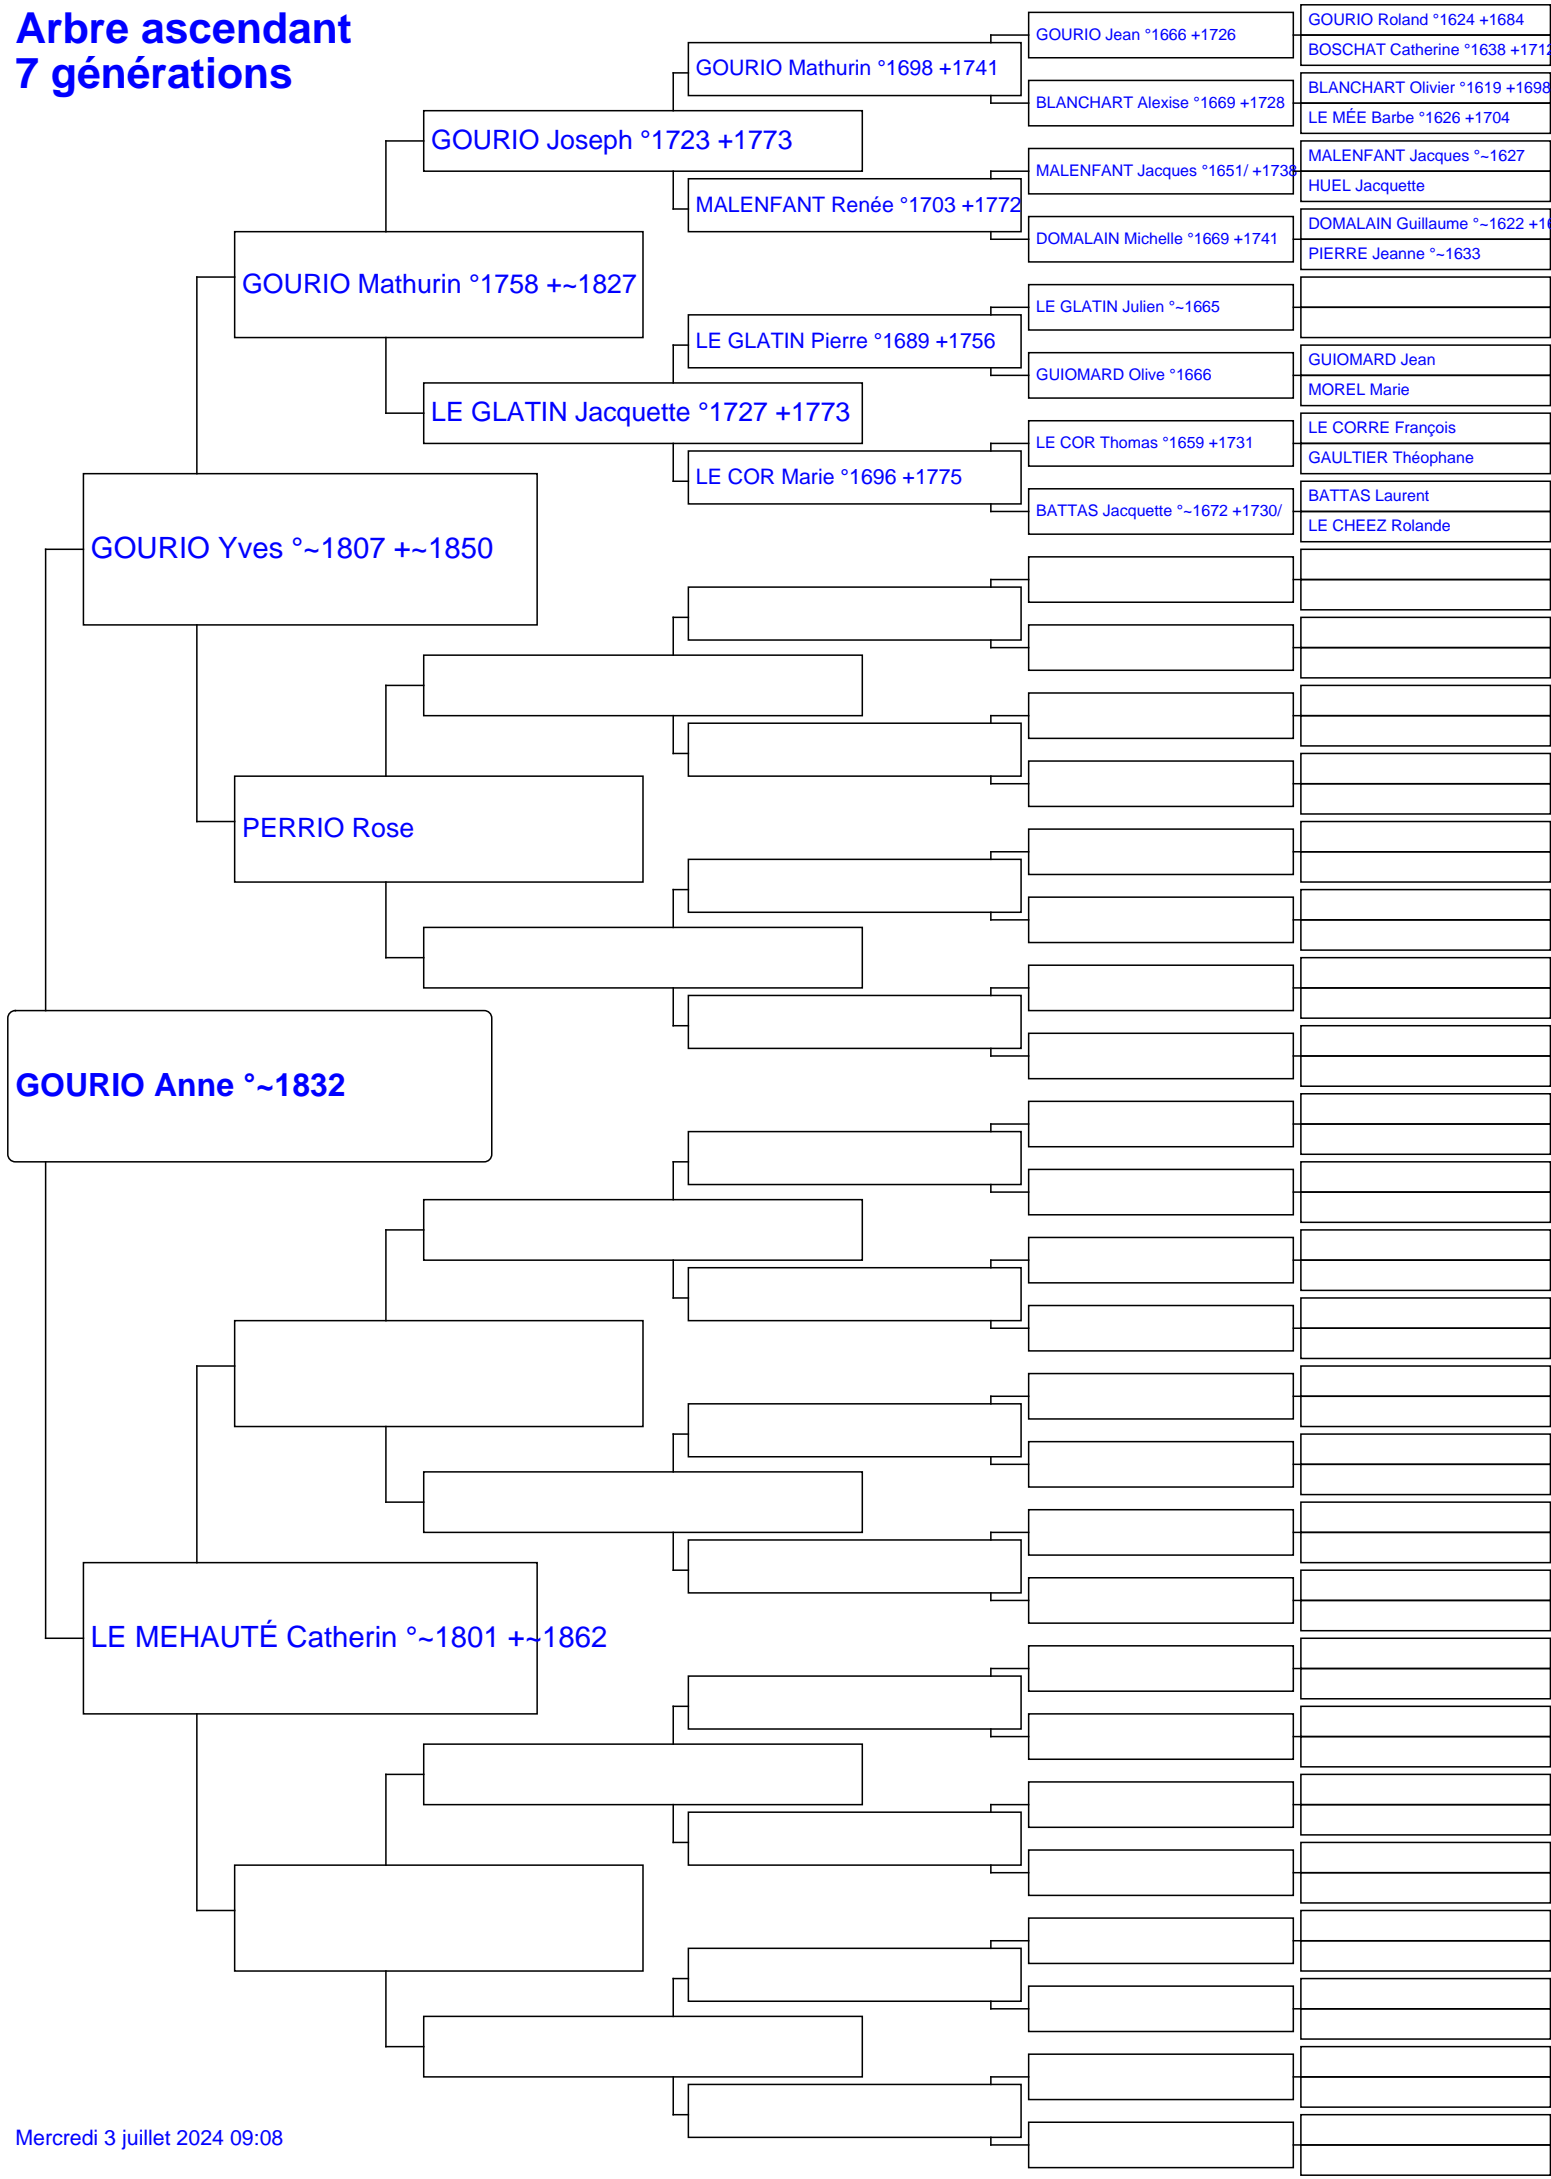 Arbre ascendant
7 générations
GOURIO Roland °1624 +1684
GOURIO Jean °1666 +1726
BOSCHAT Catherine °1638 +1712
GOURIO Mathurin °1698 +1741
BLANCHART Olivier °1619 +1698
BLANCHART Alexise °1669 +1728
LE MÉE Barbe °1626 +1704
GOURIO Joseph °1723 +1773
MALENFANT Jacques °~1627
MALENFANT Jacques °1651/ +1738
HUEL Jacquette
MALENFANT Renée °1703 +1772
DOMALAIN Guillaume °~1622
DOMALAIN Michelle °1669 +1741
PIERRE Jeanne °~1633
GOURIO Mathurin °1758 +~1827
LE GLATIN Julien °~1665
LE GLATIN Pierre °1689 +1756
GUIOMARD Jean
GUIOMARD Olive °1666
MOREL Marie
LE GLATIN Jacquette °1727 +1773
LE CORRE François
LE COR Thomas °1659 +1731
GAULTIER Théophane
LE COR Marie °1696 +1775
BATTAS Laurent
BATTAS Jacquette °~1672 +1730/
LE CHEEZ Rolande
GOURIO Yves °~1807 +~1850
PERRIO Rose
GOURIO Anne °~1832
LE MEHAUTÉ Catherin °~1801 +~1862
Mercredi 3 juillet 2024 09:08